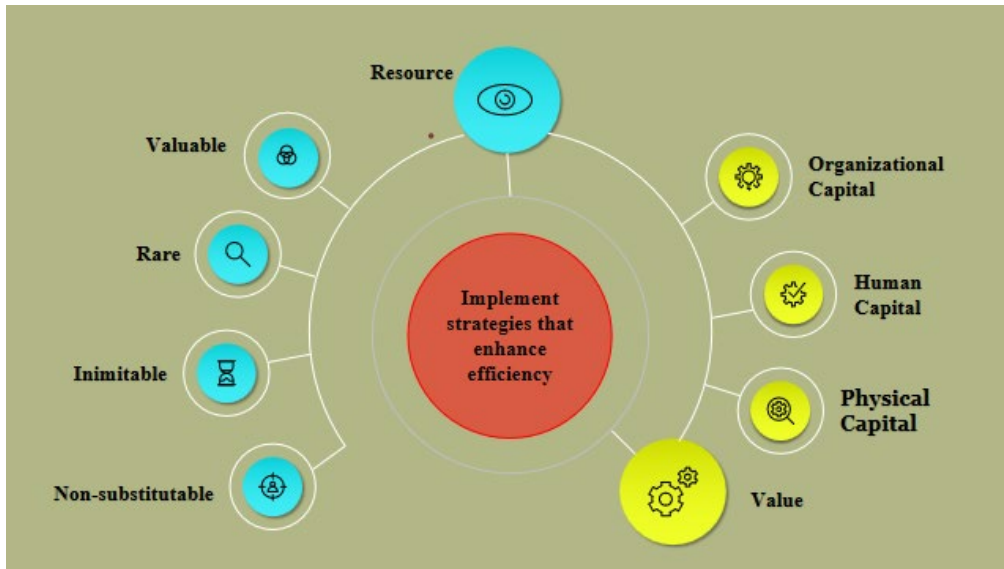 Resource
Valuable
Rare
Inimitable
Non-substitutable
Implement
strategies that
enhance
efficiency
Organizational
Capital
Human
Capital
Physical
Capital
Value